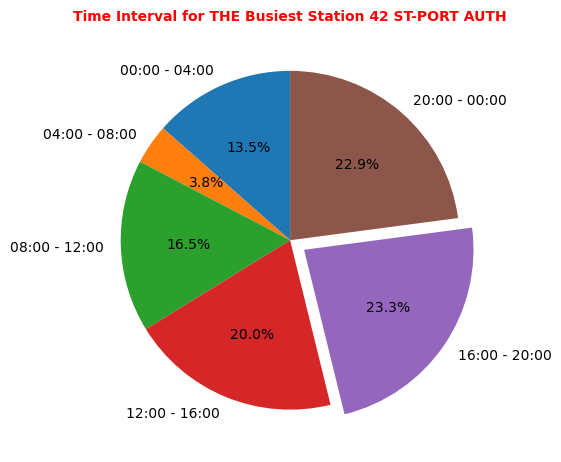 Time Interval for THE Busiest Station 42 ST-PORT AUTH
00:00 - 04:00
20:00 - 00:00
04:00 - 08:00
13.5%
22.9%
3.8%
08:00 - 12:00
16.5%
23.3%
20.0%
16:00 - 20:00
12:00 - 16:00